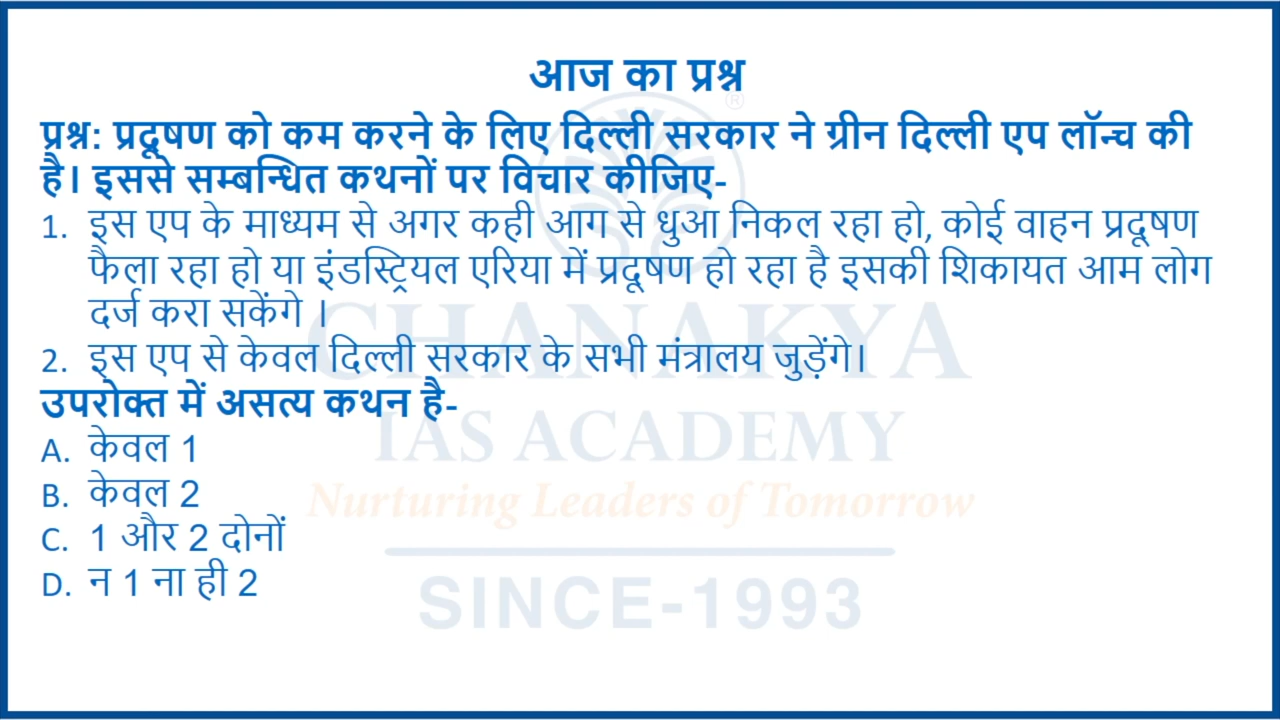 आज का प्रश्न
®
प्रश्न: प्रदूषण को कम करने के लिए दिल्ली सरकार ने ग्रीन दिल्ली एप लॉन्च की
है। इससे सम्बन्धित कथनों पर विचार कीजिए-
1. इस एप के माध्यम से अगर कही आग से धुआ निकल रहा हो, कोई वाहन प्रदूषण
फैला रहा हो या इंडस्ट्रियल एरिया में प्रदूषण हो रहा है इसकी शिकायत आम लोग
दर्ज करा सकेंगे ।
2. इस एप से केवल दिल्ली सरकार के सभी मंत्रालय जुड़ेंगे।
उपरोक्त में असत्य कथन है-
A. केवल 1
B. केवल 2
C. 1 और 2 दोनों
D. न 1 ना ही 2
CHANAKYA
IAS ACADEMY
Nurturing Leaders of Tomorrow
SINCE-1993